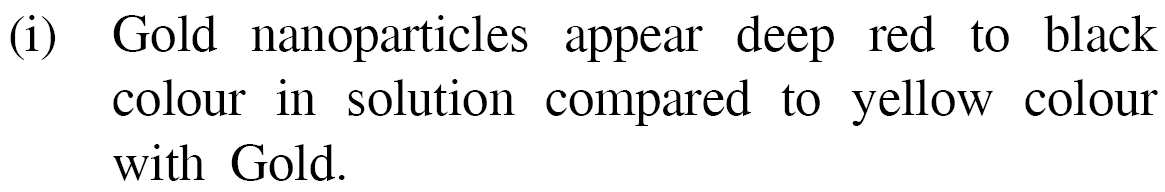 (i) Gold nanoparticles appear deep red to black
colour in solution compared to yellow colour
with Gold.